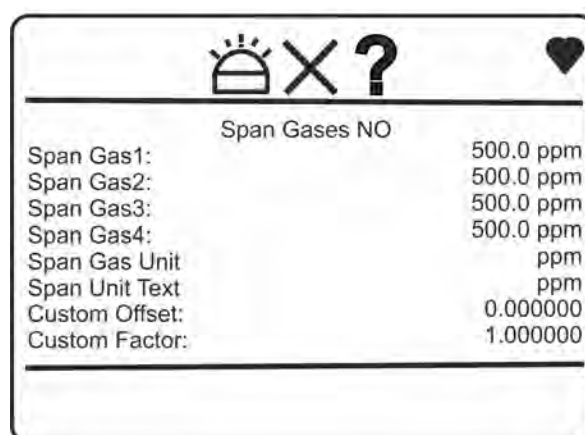 ?
Span Gases NO
Span Gas1: 500.0 ppm
Span Gas2: 500.0 ppm
Span Gas3: 500.0 ppm
Span Gas4: 500.0 ppm
Span Gas Unit ppm
Span Unit Text ppm
Custom Offset: 0.000000
Custom Factor: 1.000000